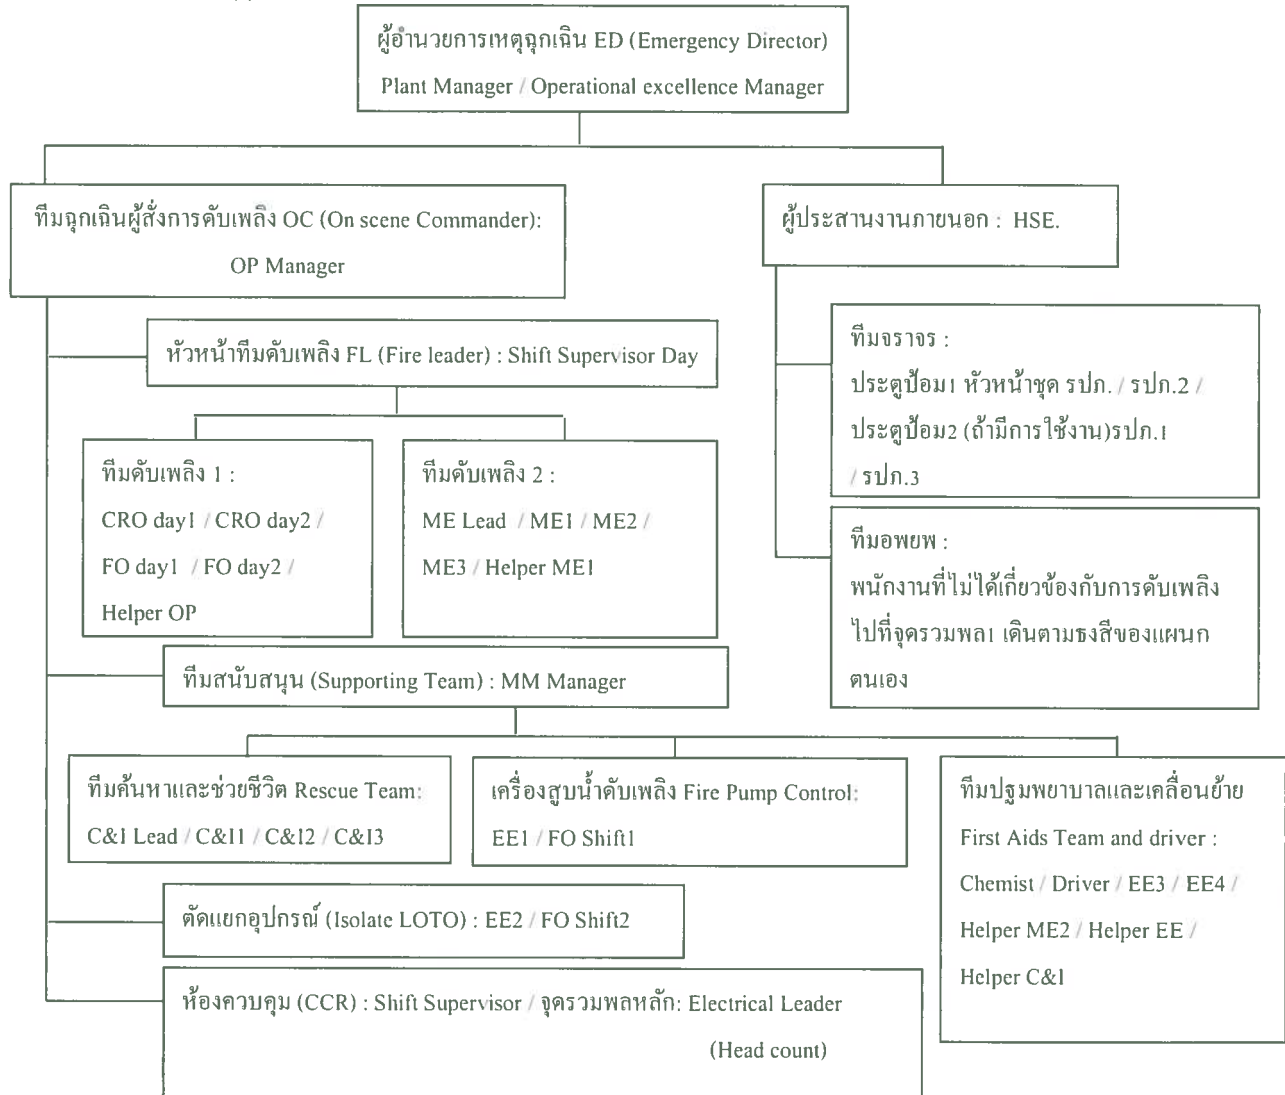 ผู้อำนวยการเหตุฉุกเฉิน ED (Emergency Director)
Plant Manager / Operational excellence Manager
ทีมฉุกเฉินผู้สั่งการดับเพลิง OC (On scene Commander):
OP Manager
ผู้ประสานงานภายนอก : HSE.
หัวหน้าทีมดับเพลิง FL (Fire leader) : Shift Supervisor Day
ทีมดับเพลิง 1 :
CRO day1 / CRO day2 /
FO day1 / FO day2 /
Helper OP
ทีมดับเพลิง 2 :
ME Lead / ME1 / ME2 /
ME3 / Helper ME1
ทีมจราจร :
ประตูป้อม1 หัวหน้าชุด รปภ. / รปภ.2 /
ประตูป้อม2 (ถ้ามีการใช้งาน)รปภ.1
/ รปภ.3
ทีมอพยพ :
พนักงานที่ไม่ได้เกี่ยวข้องกับการดับเพลิง
ไปที่จุดรวมพล1 เดินตามธงสีของแผนก
ตนเอง
ทีมสนับสนุน (Supporting Team) : MM Manager
ทีมค้นหาและช่วยชีวิต Rescue Team:
C&I Lead / C&I1 / C&I2 / C&I3
เครื่องสูบน้ำดับเพลิง Fire Pump Control:
EE1 / FO Shift1
ทีมปฐมพยาบาลและเคลื่อนย้าย
First Aids Team and driver :
Chemist / Driver / EE3 / EE4 /
Helper ME2 / Helper EE /
Helper C&I
ตัดแยกอุปกรณ์ (Isolate LOTO) : EE2 / FO Shift2
ห้องควบคุม (CCR) : Shift Supervisor / จุดรวมพลหลัก: Electrical Leader
(Head count)